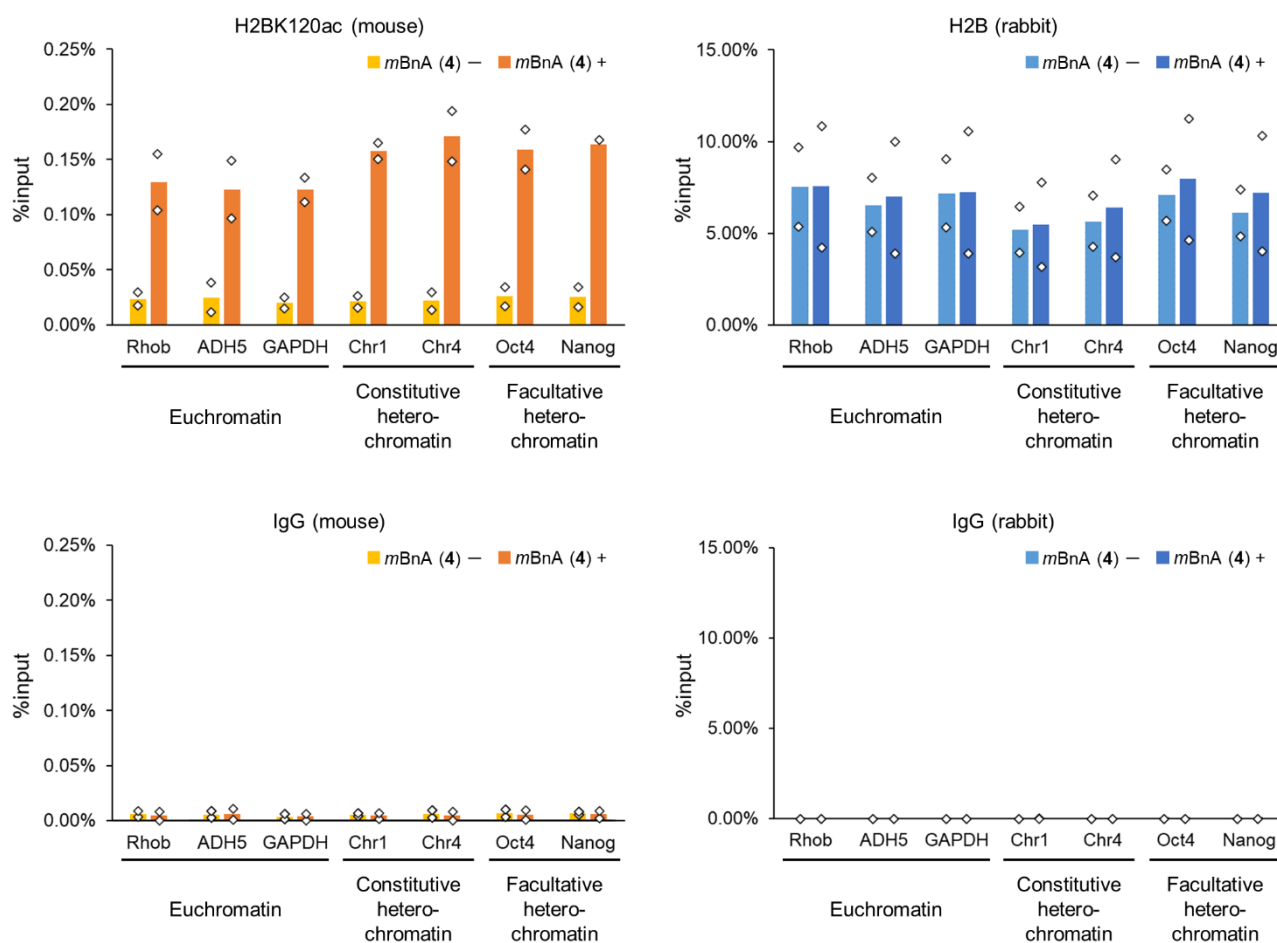 H2BK120ac (mouse)
0.25%
0.20%
0.15%
0.10%
0.05%
0.00%
%input
mBnA (4) — mBnA (4) +
Rhob ADH5 GAPDH Chr1 Chr4 Oct4 Nanog
Euchromatin
Constitutive
hetero-
chromatin
Facultative
hetero-
chromatin
H2B (rabbit)
15.00%
10.00%
5.00%
0.00%
%input
mBnA (4) — mBnA (4) +
Rhob ADH5 GAPDH Chr1 Chr4 Oct4 Nanog
Euchromatin
Constitutive
hetero-
chromatin
Facultative
hetero-
chromatin
IgG (mouse)
0.25%
0.20%
0.15%
0.10%
0.05%
0.00%
%input
mBnA (4) — mBnA (4) +
Rhob ADH5 GAPDH Chr1 Chr4 Oct4 Nanog
Euchromatin
Constitutive
hetero-
chromatin
Facultative
hetero-
chromatin
IgG (rabbit)
15.00%
10.00%
5.00%
0.00%
%input
mBnA (4) — mBnA (4) +
Rhob ADH5 GAPDH Chr1 Chr4 Oct4 Nanog
Euchromatin
Constitutive
hetero-
chromatin
Facultative
hetero-
chromatin